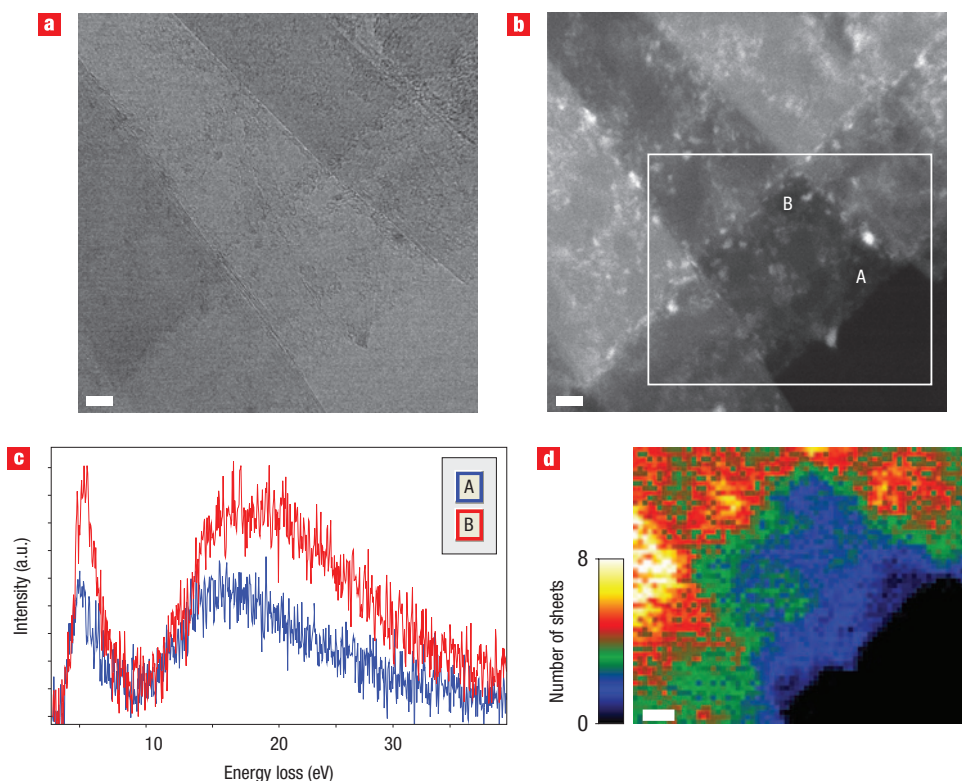 a
b
B
A
c
A
B
Intensity (a.u.)
10 20 30
Energy loss (eV)
d
8
Number of sheets
0